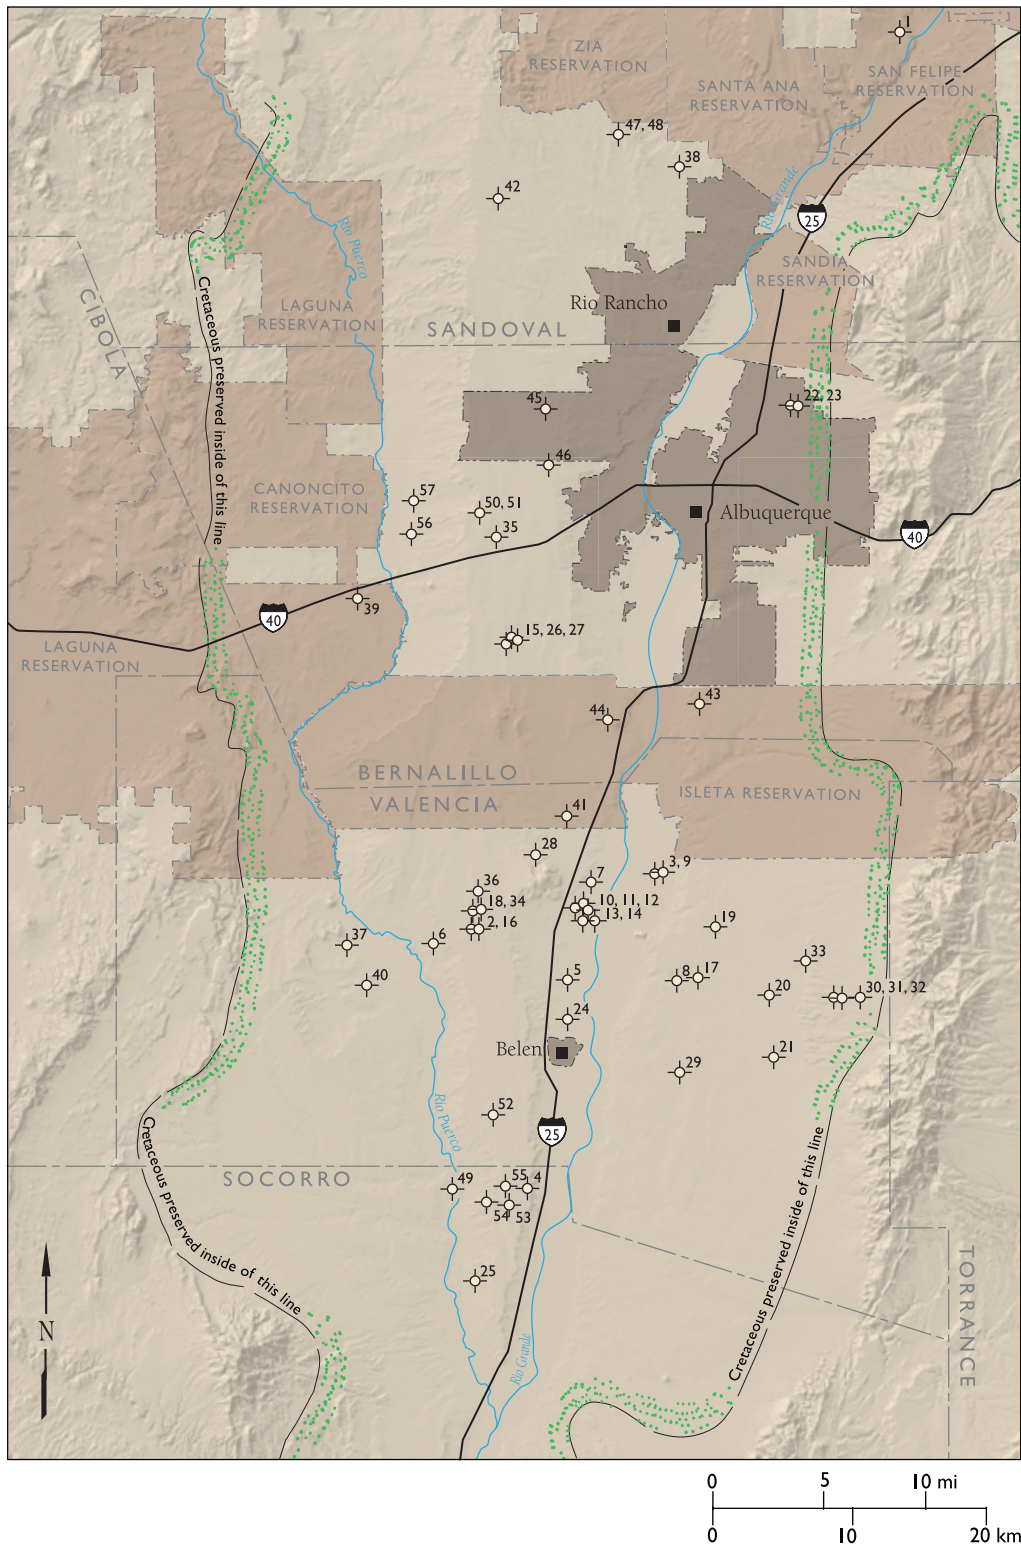 1
ZIA
RESERVATION
SAN FELIPE
RESERVATION
SANTA ANA
RESERVATION
47, 48
38
42
Rio Grande
25
Rio Puerco
SANDIA
RESERVATION
CIBOLA
Cretaceous preserved inside of this line
LAGUNA
RESERVATION
Rio Rancho
SANDOVAL
45
22, 23
46
CANONCITO
RESERVATION
57
50, 51
Albuquerque
56
35
40
39
40
15, 26, 27
LAGUNA
RESERVATION
43
44
BERNALILLO
VALENCIA
ISLETA RESERVATION
41
28
3, 9
7
36
18, 34
10, 11, 12
13, 14
2, 16
19
37
6
33
40
5
8
17
20
30, 31, 32
24
Belen
21
29
Rio Puerco
52
25
Cretaceous preserved inside of this line
SOCORRO
49
55
4
54
53
25
Cretaceous preserved inside of this line
TORRANCE
N
Rio Grande
0
5
10 mi
0
10
20 km